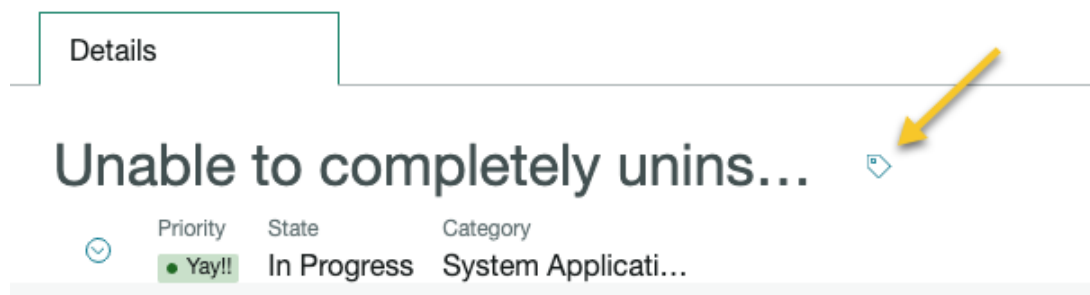 Details
Unable to completely unins...
Priority State Category
Yay!! In Progress System Applicati...